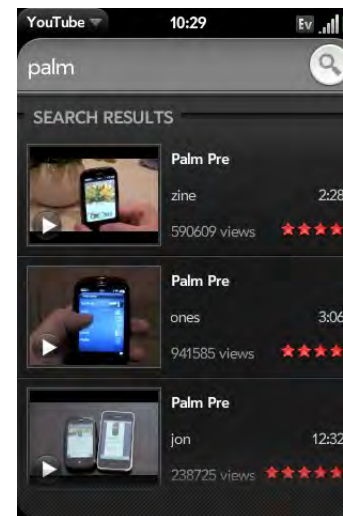 YouTube 10:29 Ev
palm
SEARCH RESULTS
Palm Pre
zine 2:28
590609 views
Palm Pre
ones 3:06
941585 views
Palm Pre
jon 12:32
238725 views